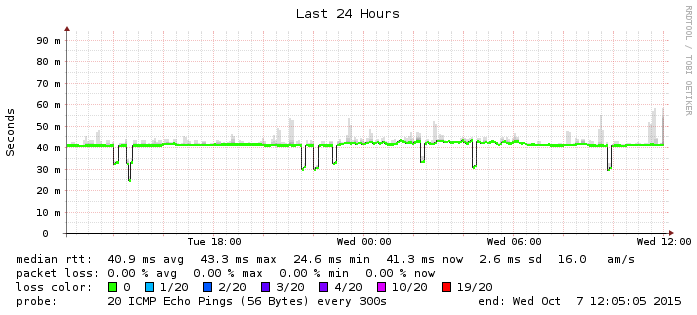 Last 24 Hours
RRDTOOL / TOBI OETIKER
Seconds
90 m
80 m
70 m
60 m
50 m
40 m
30 m
20 m
10 m
0
Tue 18:00 Wed 00:00 Wed 06:00 Wed 12:00
median rtt: 40.9 ms avg 43.3 ms max 24.6 ms min 41.3 ms now 2.6 ms sd 16.0 am/s
packet loss: 0.00 % avg 0.00 % max 0.00 % min 0.00 % now
loss color: 0 1/20 2/20 3/20 4/20 10/20 19/20
probe: 20 ICMP Echo Pings (56 Bytes) every 300s end: Wed Oct 7 12:05:05 2015